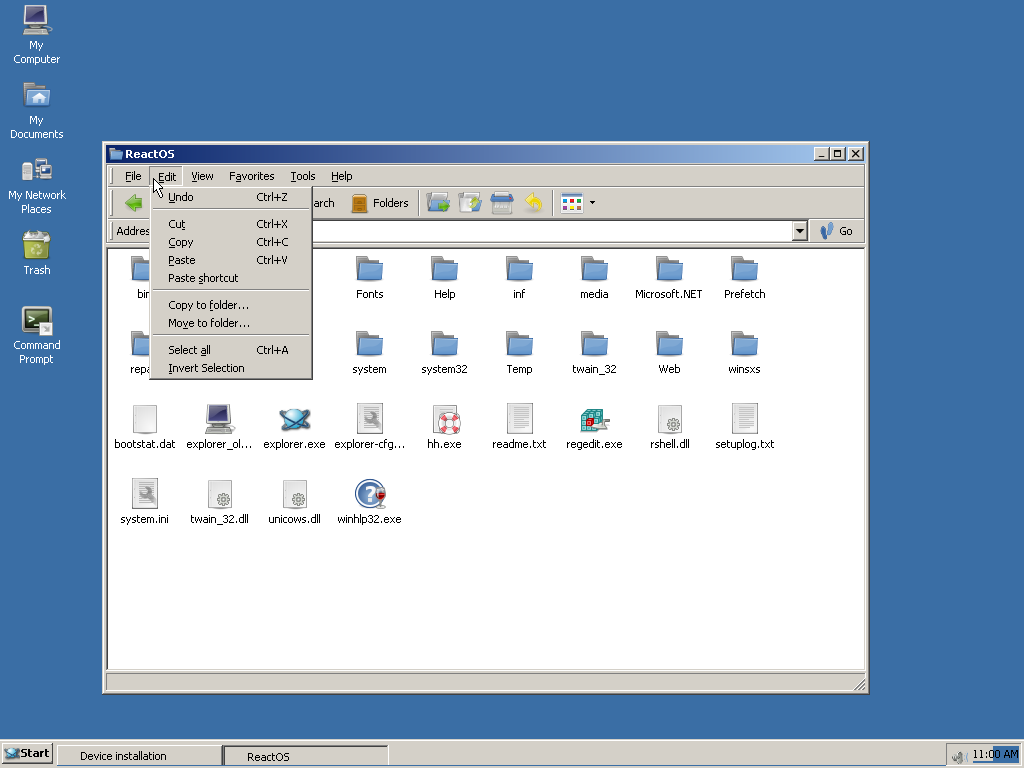 My
Computer
My
Documents
My Network
Places
Trash
Command
Prompt
ReactOS
File Edit View Favorites Tools Help
Folders
Go
Undo Ctrl+Z
Cut Ctrl+X
Copy Ctrl+C
Paste Ctrl+V
Paste shortcut
Copy to folder...
Move to folder...
Select all Ctrl+A
Invert Selection
Fonts Help inf media Microsoft.NET Prefetch
system system32 Temp twain_32 Web winsxs
bootstat.dat explorer_ol... explorer.exe explorer-cfg... hh.exe readme.txt regedit.exe rshell.dll setuplog.txt
system.ini twain_32.dll unicows.dll winhlp32.exe
Start Device installation ReactOS 11:00 AM